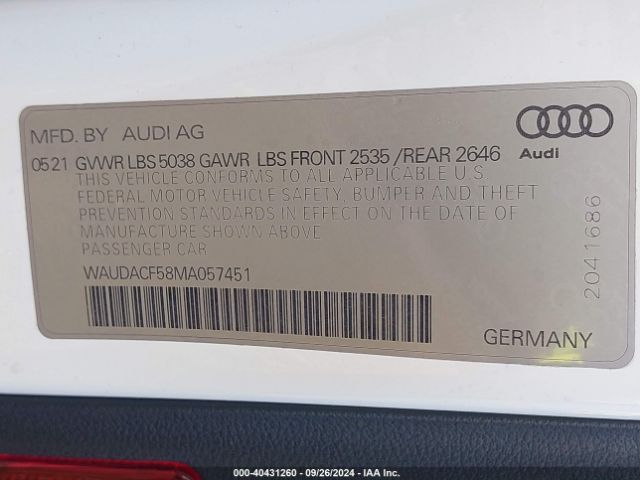 MFD. BY AUDI AG
Audi
0521 GVWR LBS 5038 GAWR LBS FRONT 2535 /REAR 2646
THIS VEHICLE CONFORMS TO ALL APPLICABLE U.S.
FEDERAL MOTOR VEHICLE SAFETY, BUMPER AND THEFT
PREVENTION STANDARDS IN EFFECT ON THE DATE OF
MANUFACTURE SHOWN ABOVE
PASSENGER CAR
WAUDACF58MA057451
2041686
GERMANY
000-40431260 - 09/26/2024 - IAA, Inc.